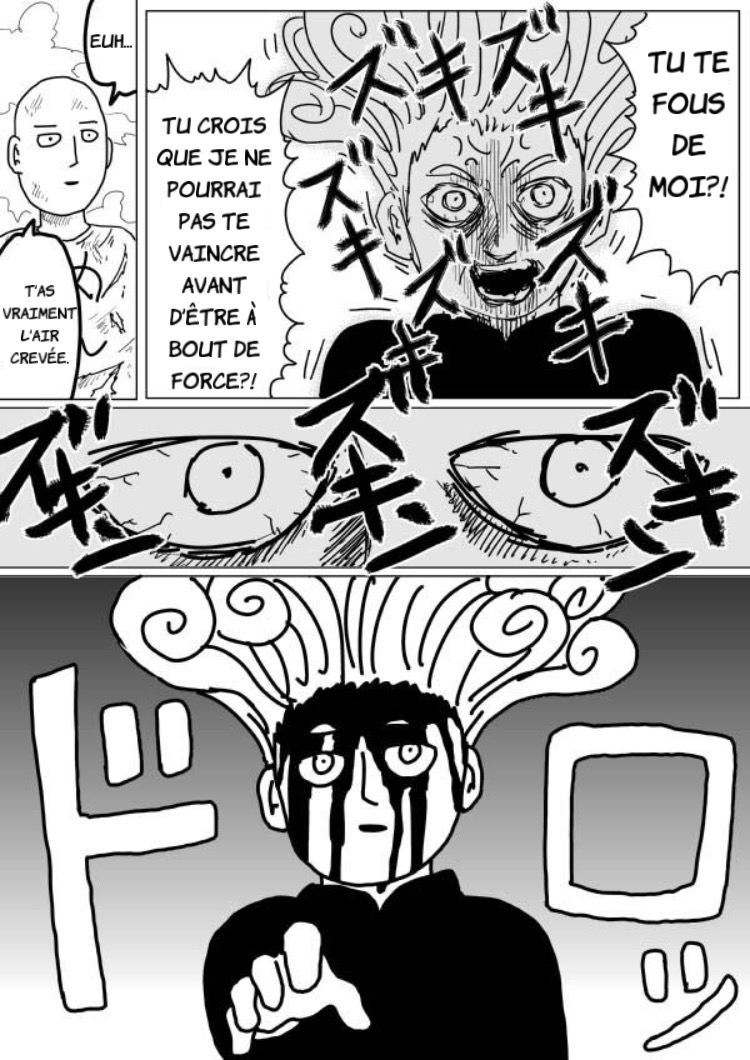 TU TE
FOUS
DE
MOI?!
TU CROIS
QUE JE NE
POURRAI
PAS TE
VAINCRE
AVANT
D'ÊTRE À
BOUT DE
FORCE?!
ズキ
ズキ
ズキ
ズキ
ズキ
EUH...
T'AS
VRAIMENT
L'AIR
CREVÉE.
ズキン
ズキン
ズキン
ドロッ